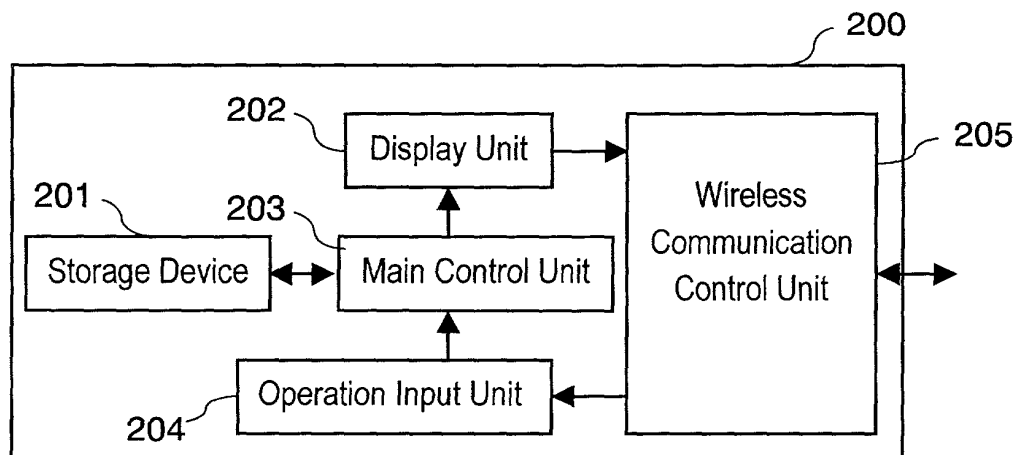 200
202
Display Unit
205
Wireless
Communication
Control Unit
201
203
Storage Device
Main Control Unit
Operation Input Unit
204